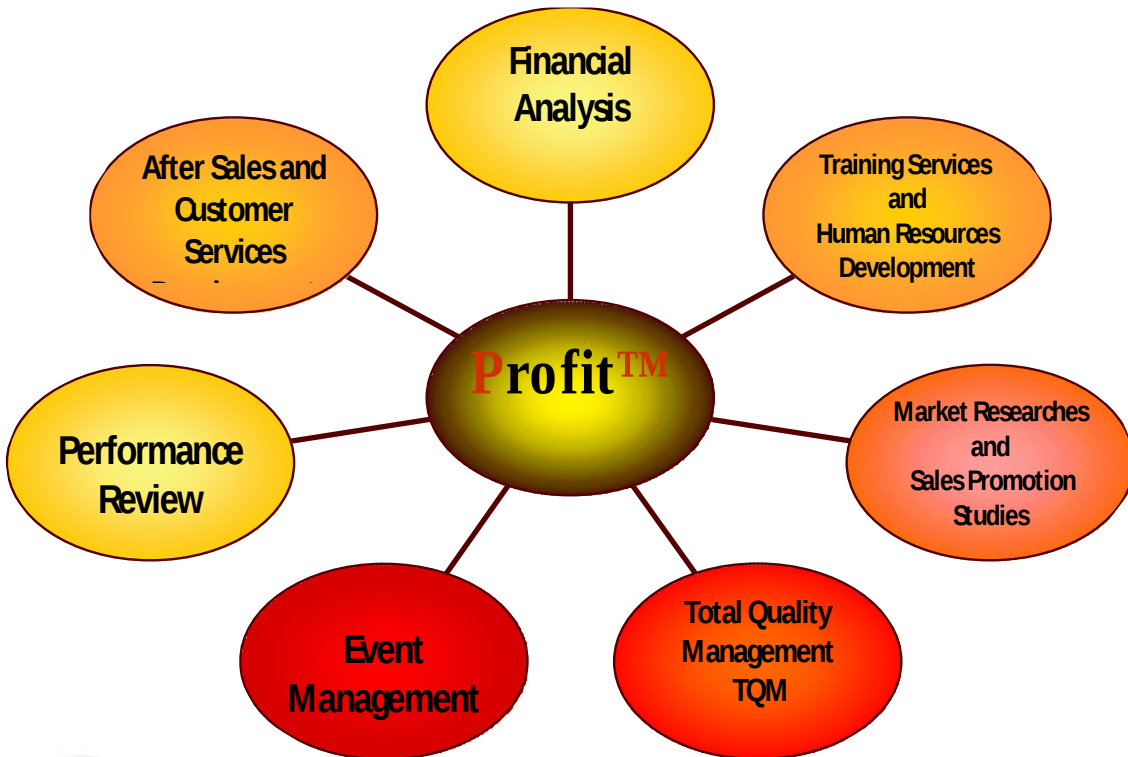 Financial
Analysis
Training Services
and
Human Resources
Development
Market Researches
and
Sales Promotion
Studies
Total Quality
Management
TQM
Event
Management
Performance
Review
After Sales and
Customer
Services
Profit™